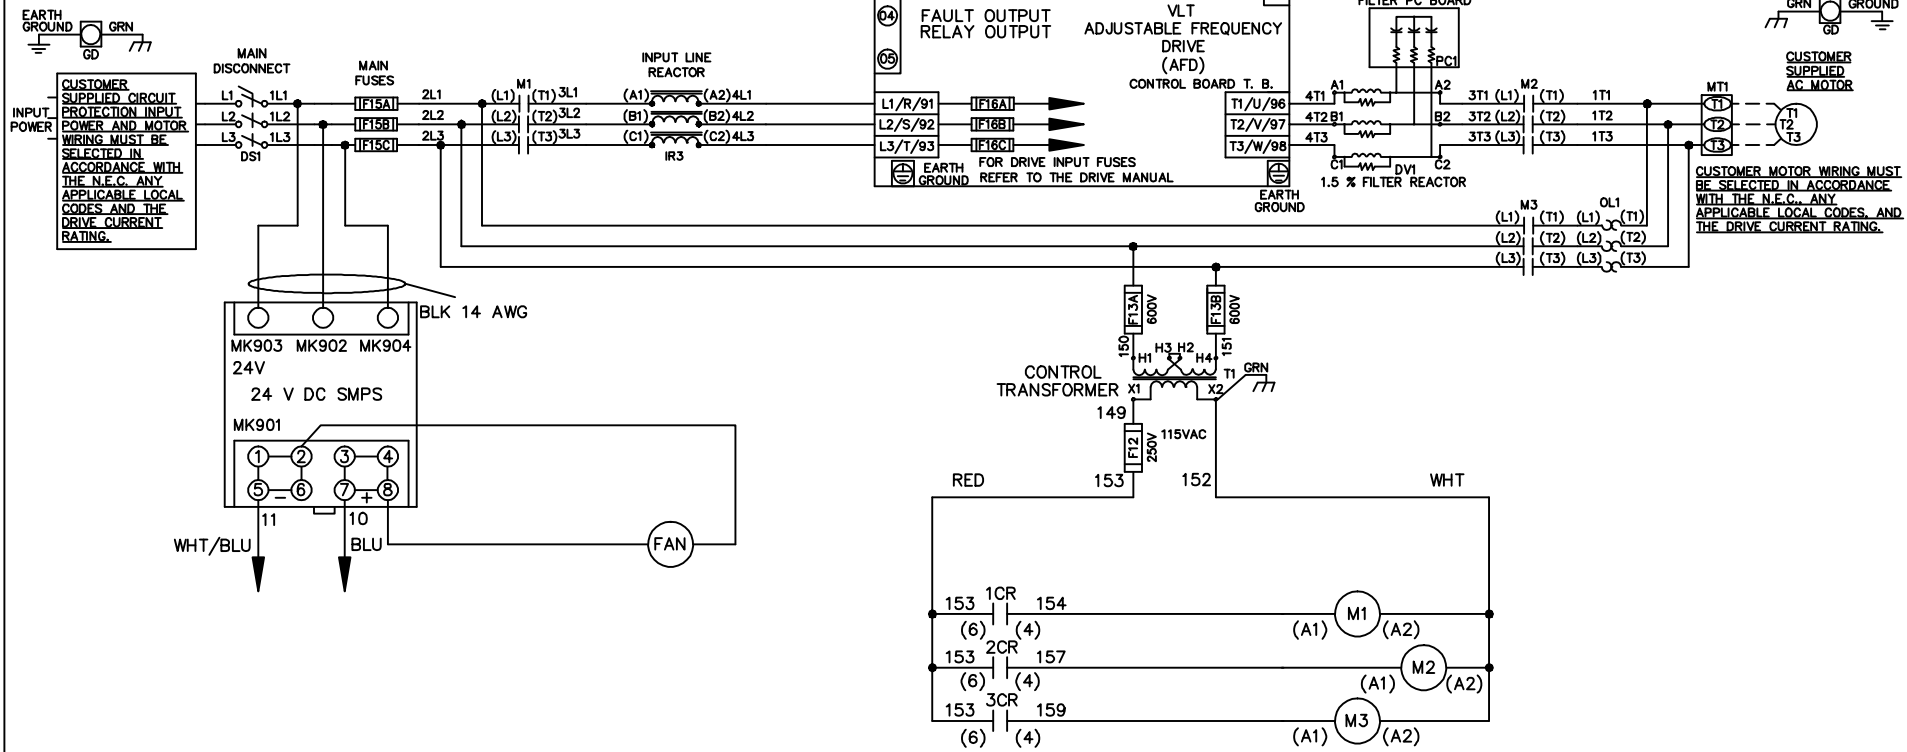 EARTH
GROUND
GRN
GD
04
FAULT OUTPUT
RELAY OUTPUT
05
VLT
ADJUSTABLE FREQUENCY
DRIVE
(AFD)
CONTROL BOARD T. B.
FILTER PC BOARD
PC1
GRN
GROUND
GD
CUSTOMER
SUPPLIED
AC MOTOR
INPUT
POWER
CUSTOMER
SUPPLIED CIRCUIT
PROTECTION INPUT
POWER AND MOTOR
WIRING MUST BE
SELECTED IN
ACCORDANCE WITH
THE N.E.C. ANY
APPLICABLE LOCAL
CODES AND THE
DRIVE CURRENT
RATING.
MAIN
DISCONNECT
MAIN
FUSES
INPUT LINE
REACTOR
L1 1L1 F15A 2L1 (L1) M1 (T1) 3L1 (A1) (A2) 4L1 L1/R/91 F16A T1/U/96 4T1 A1 A2 3T1 (L1) M2 (T1) 1T1 MT1 T1 T1
L2 1L2 F15B 2L2 (L2) (T2) 3L2 (B1) (B2) 4L2 L2/S/92 F16B T2/V/97 4T2 B1 B2 3T2 (L2) (T2) 1T2 T2 T2
L3 1L3 F15C 2L3 (L3) (T3) 3L3 (C1) (C2) 4L3 L3/T/93 F16C T3/W/98 4T3 C1 C2 3T3 (L3) (T3) 1T3 T3 T3
DS1
IR3
EARTH
GROUND
FOR DRIVE INPUT FUSES
REFER TO THE DRIVE MANUAL
EARTH
GROUND
DV1
1.5 % FILTER REACTOR
CUSTOMER MOTOR WIRING MUST
BE SELECTED IN ACCORDANCE
WITH THE N.E.C., ANY
APPLICABLE LOCAL CODES, AND
THE DRIVE CURRENT RATING.
M3 OL1
(L1) (T1) (L1) (T1)
(L2) (T2) (L2) (T2)
(L3) (T3) (L3) (T3)
BLK 14 AWG
MK903 MK902 MK904
24V
24 V DC SMPS
MK901
1 2 3 4
5 - 6 7 + 8
11 10
WHT/BLU BLU
FAN
F13A 600V F13B 600V
150 151
H1 H3 H2 H4
CONTROL
TRANSFORMER
X1 X2 T1 GRN
149
F12 250V
115VAC
153 152
RED WHT
1CR
153 154 M1
(6) (4) (A1) (A2)
2CR
153 157 M2
(6) (4) (A1) (A2)
3CR
153 159 M3
(6) (4) (A1) (A2)